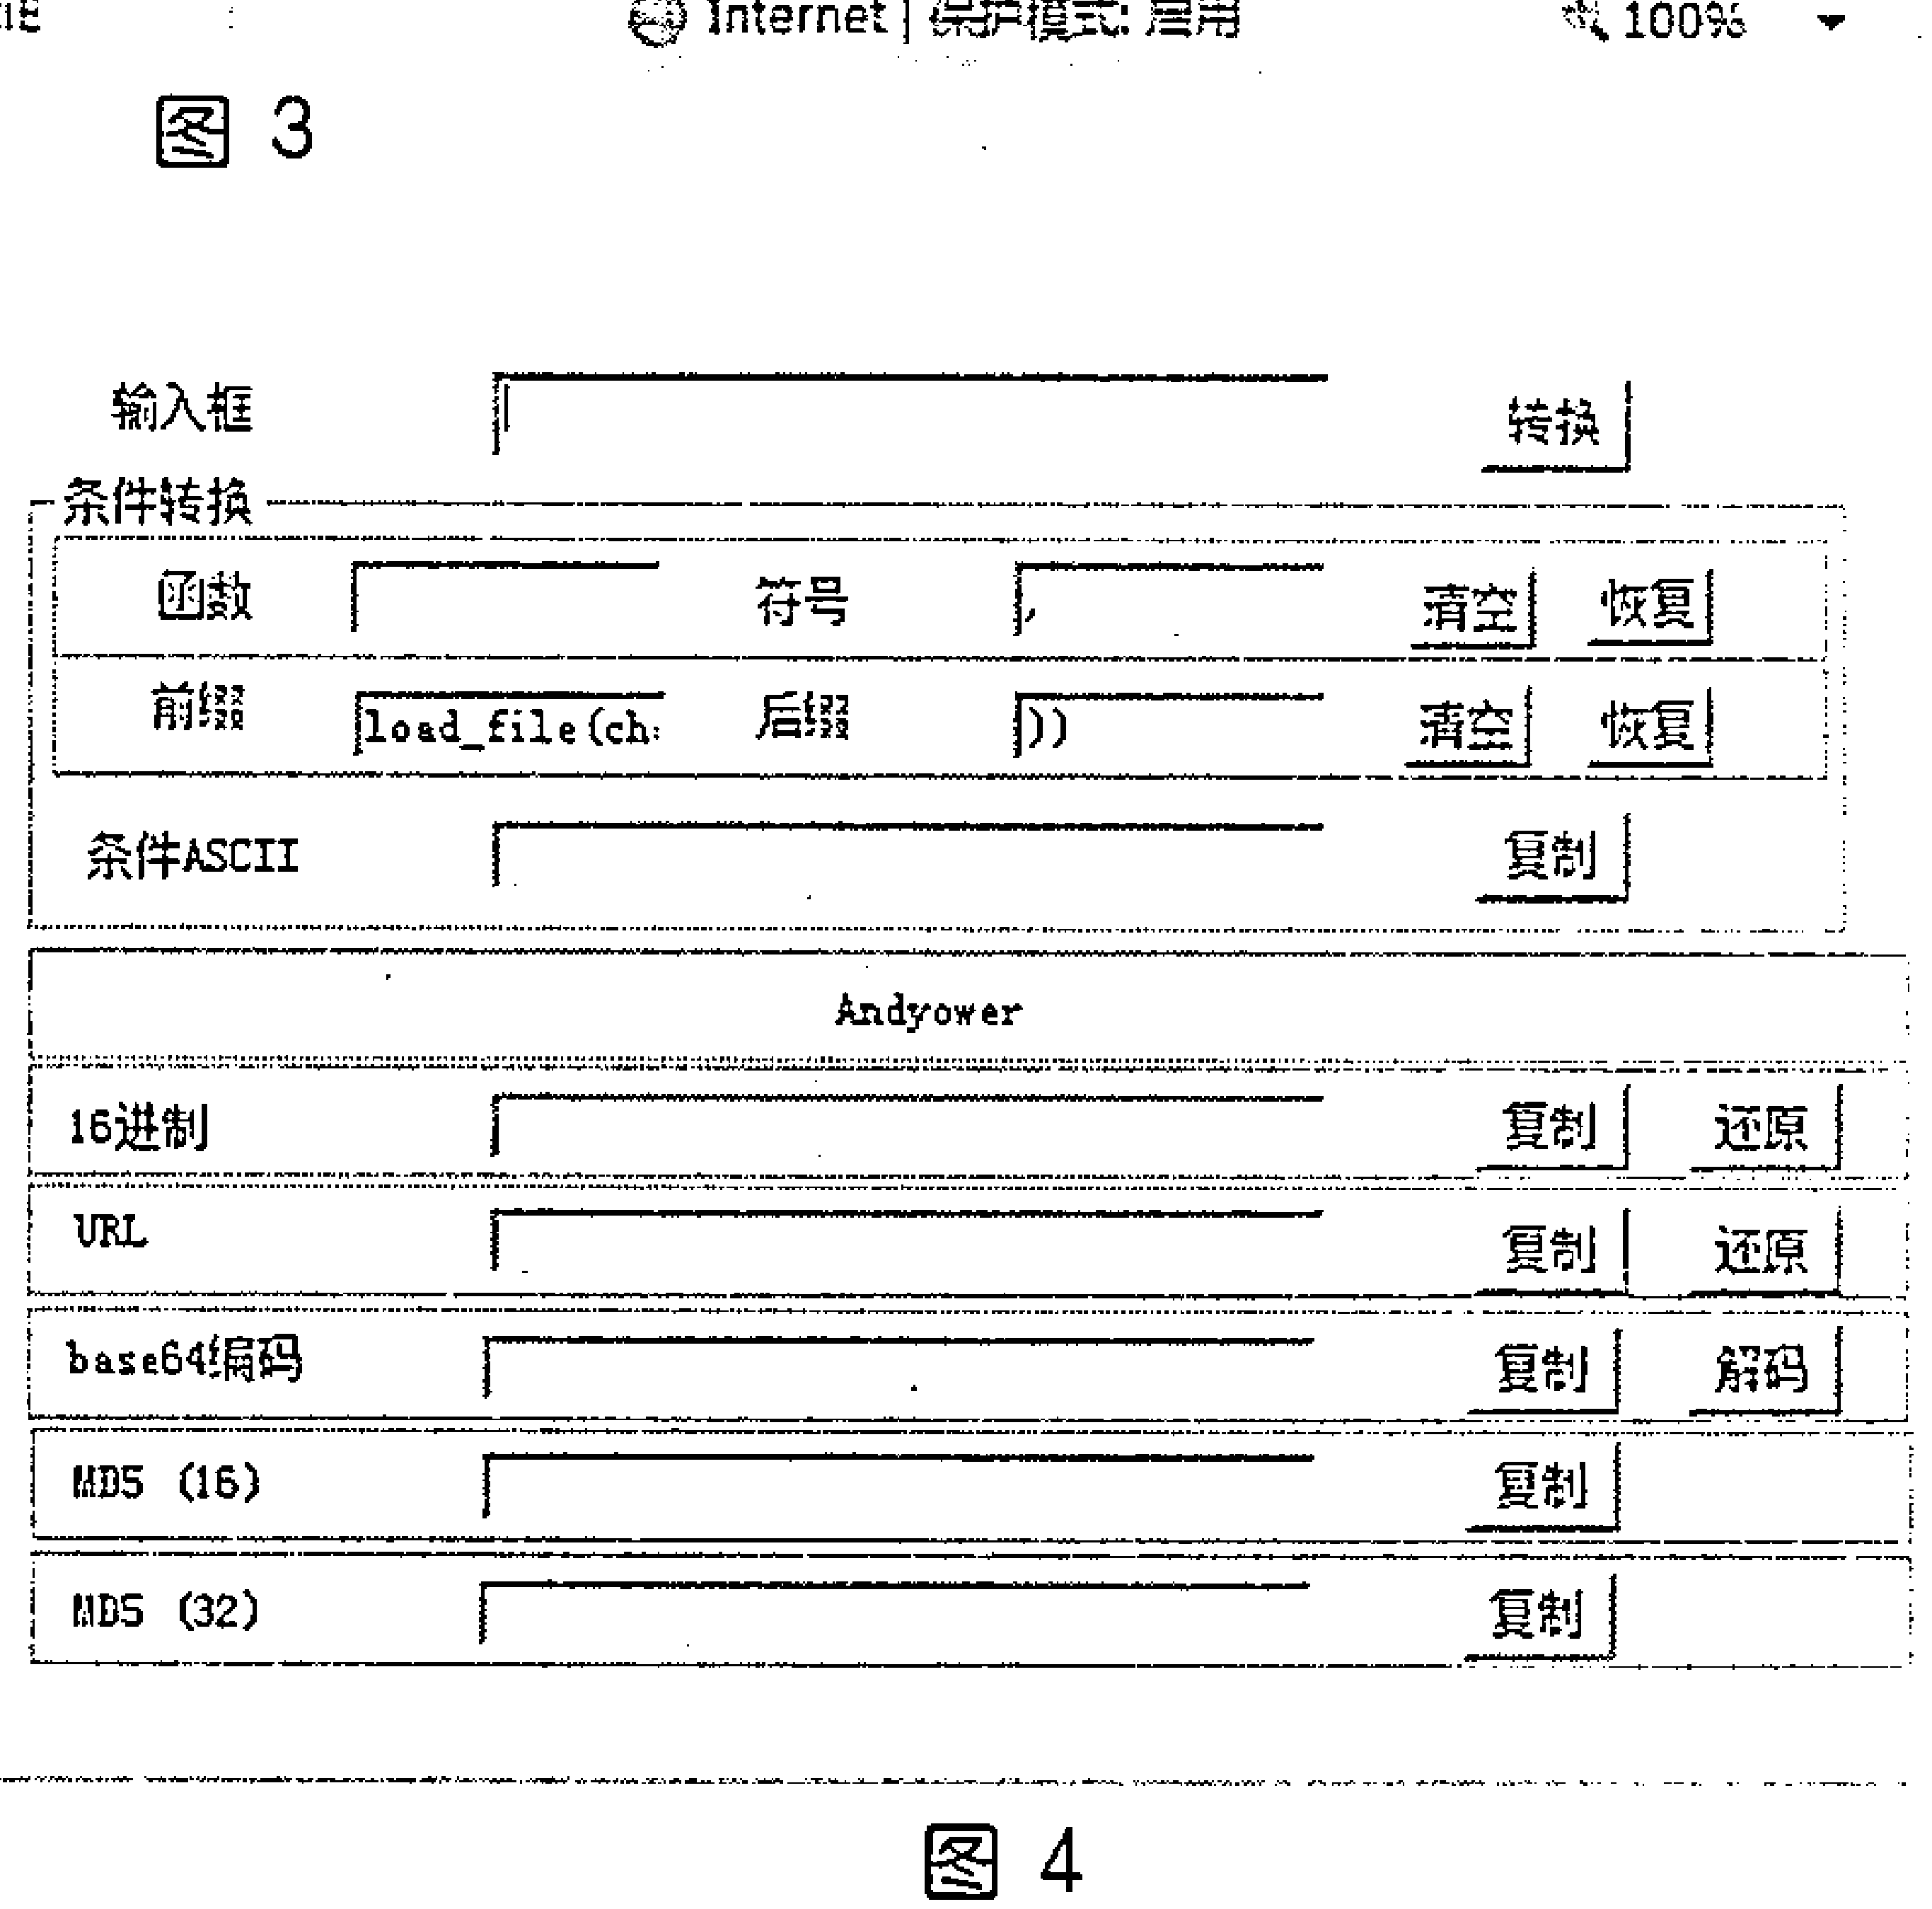 Internet | 保护模式: 启用 100%
图 3
输入框 转换
条件转换
函数 符号 , 清空 恢复
前缀 load_file(ch 后缀 )) 清空 恢复
条件ASCII 复制
Andyower
16进制 复制 还原
URL 复制 还原
base64编码 复制 解码
MD5 (16) 复制
MD5 (32) 复制
图 4